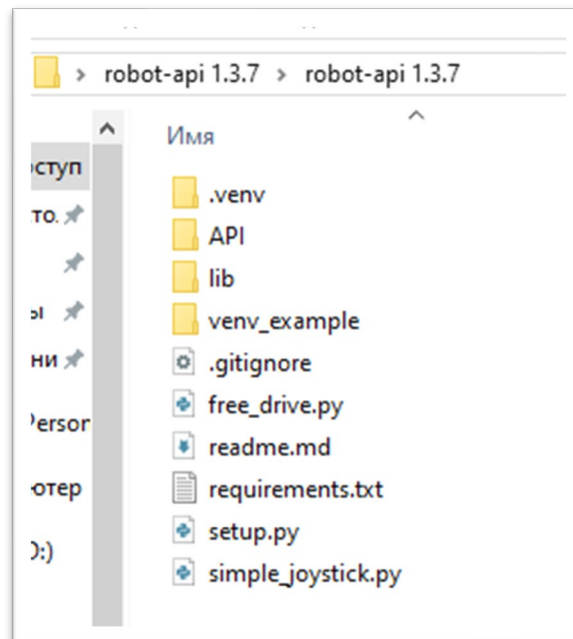 robot-api 1.3.7 > robot-api 1.3.7
Имя
.venv
API
lib
venv_example
.gitignore
free_drive.py
readme.md
requirements.txt
setup.py
simple_joystick.py